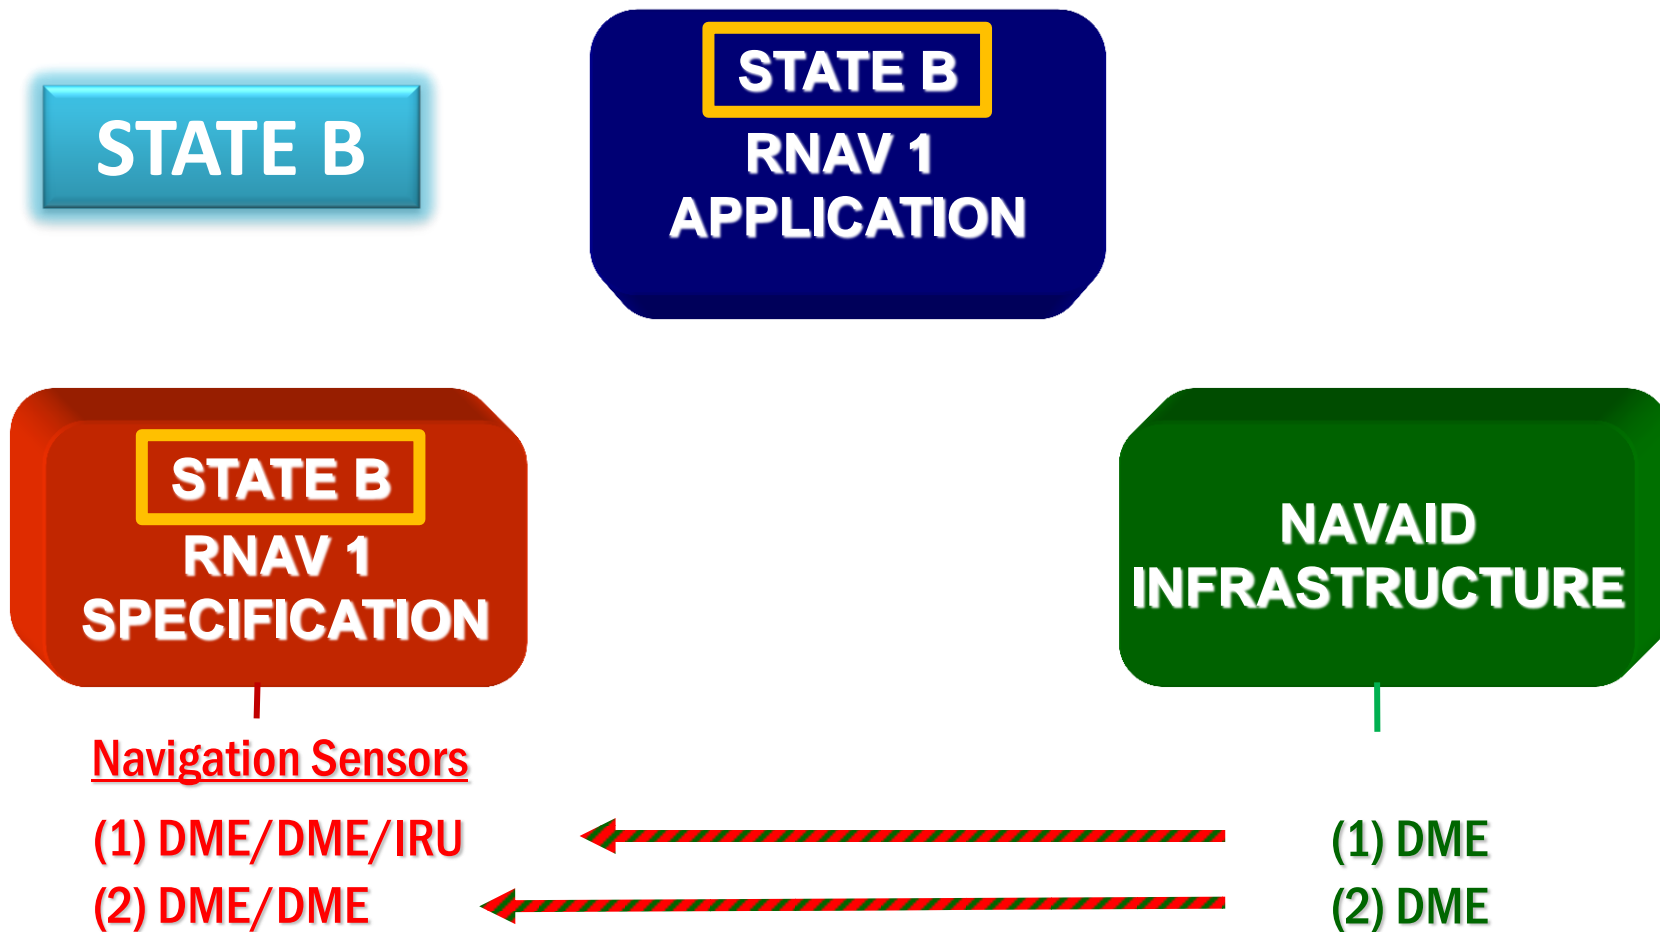 STATE B
STATE B
RNAV 1
APPLICATION
STATE B
RNAV 1
SPECIFICATION
NAVAID
INFRASTRUCTURE
Navigation Sensors
(1) DME/DME/IRU
(1) DME
(2) DME/DME
(2) DME